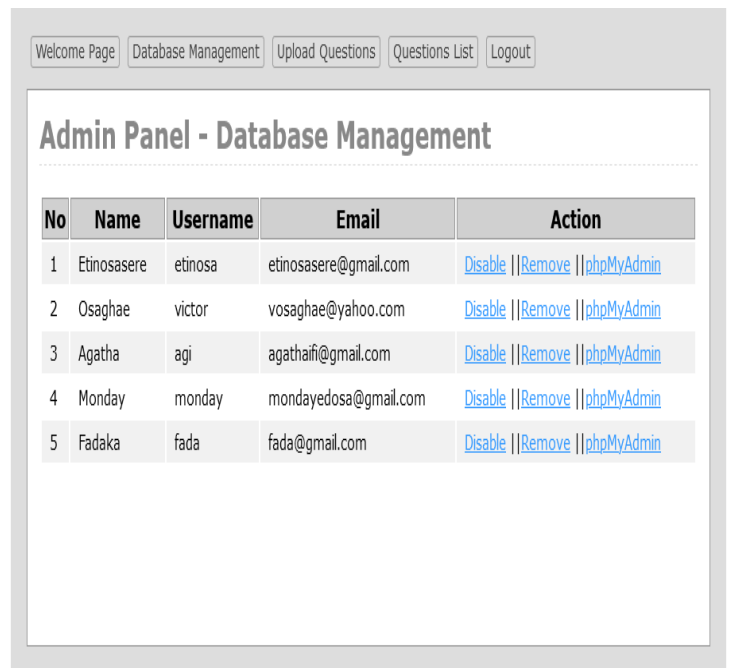 Welcome Page Database Management Upload Questions Questions List Logout
Admin Panel - Database Management
No Name Username Email Action
1 Etinosasere etinosa etinosasere@gmail.com Disable ||Remove ||phpMyAdmin
2 Osaghae victor vosaghae@yahoo.com Disable ||Remove ||phpMyAdmin
3 Agatha agi agathaifi@gmail.com Disable ||Remove ||phpMyAdmin
4 Monday monday mondayedosa@gmail.com Disable ||Remove ||phpMyAdmin
5 Fadaka fada fada@gmail.com Disable ||Remove ||phpMyAdmin